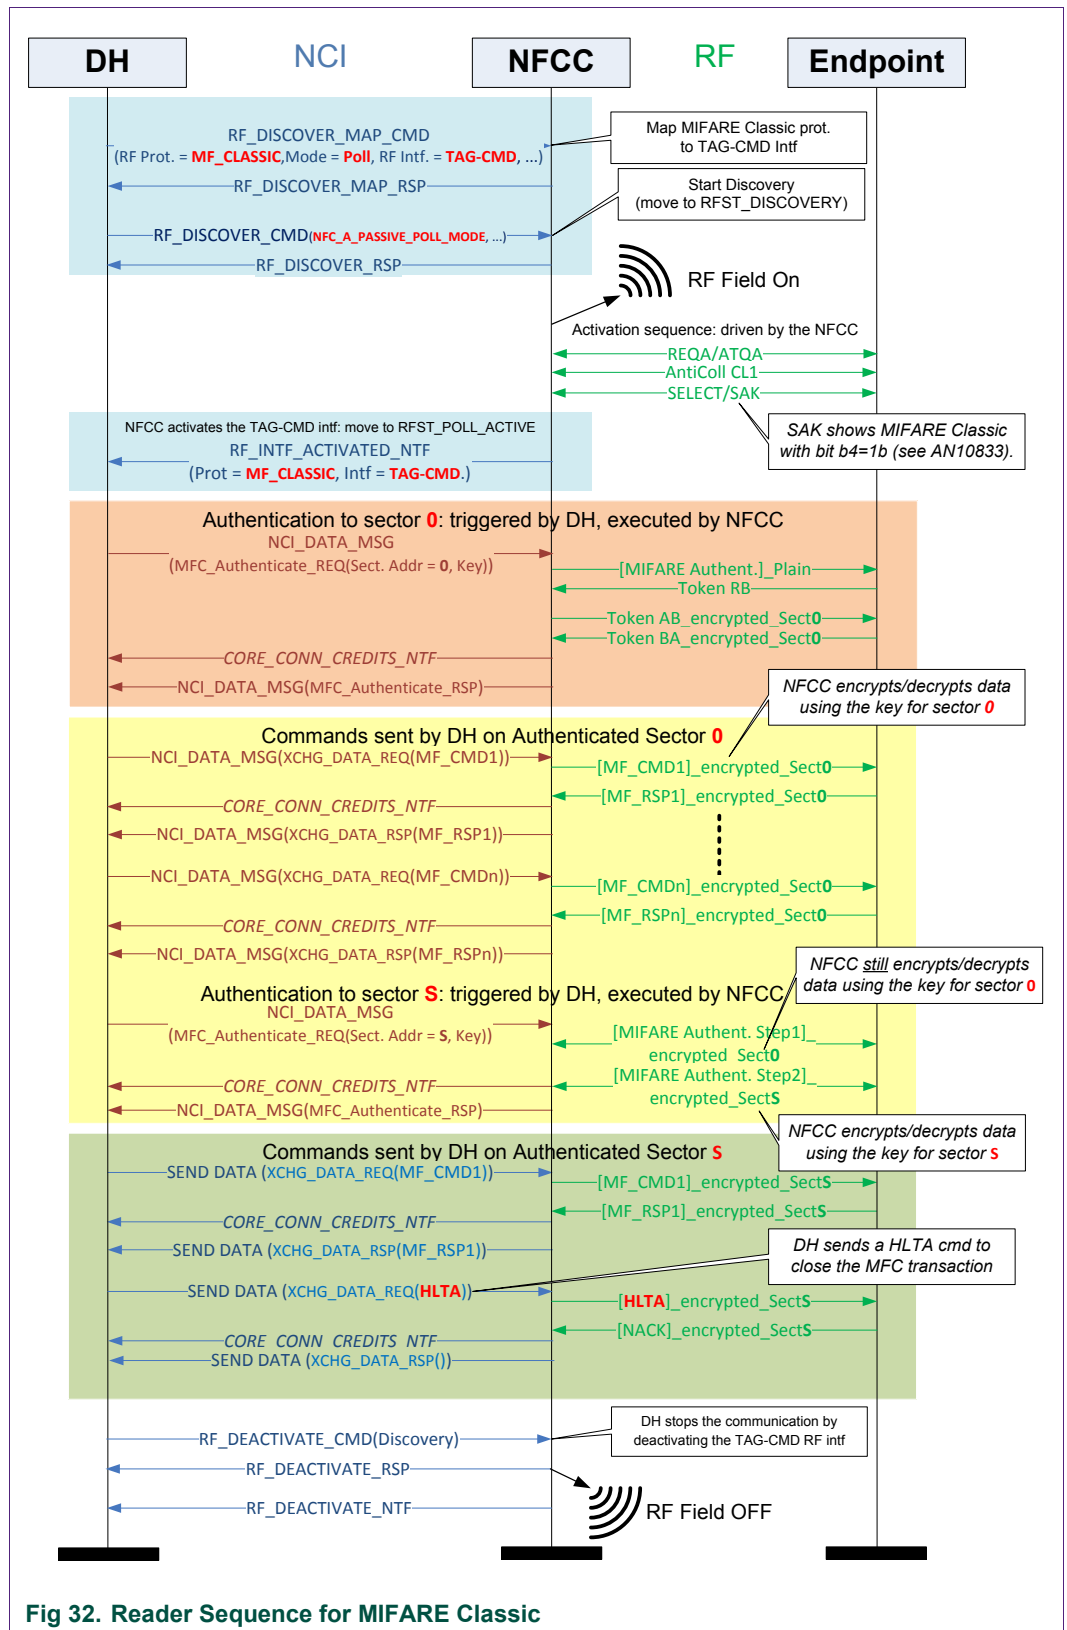 DH
NCI
NFCC
RF
Endpoint
RF_DISCOVER_MAP_CMD
(RF Prot. = MF_CLASSIC,Mode = Poll, RF Intf. = TAG-CMD, ...)
Map MIFARE Classic prot.
to TAG-CMD Intf
RF_DISCOVER_MAP_RSP
Start Discovery
(move to RFST_DISCOVERY)
RF_DISCOVER_CMD(NFC_A_PASSIVE_POLL_MODE, ...)
RF_DISCOVER_RSP
RF Field On
Activation sequence: driven by the NFCC
REQA/ATQA
AntiColl CL1
SELECT/SAK
SAK shows MIFARE Classic
with bit b4=1b (see AN10833).
NFCC activates the TAG-CMD intf: move to RFST_POLL_ACTIVE
RF_INTF_ACTIVATED_NTF
(Prot = MF_CLASSIC, Intf = TAG-CMD.)
Authentication to sector 0: triggered by DH, executed by NFCC
NCI_DATA_MSG
(MFC_Authenticate_REQ(Sect. Addr = 0, Key))
[MIFARE Authent.]_Plain
Token RB
Token AB_encrypted_Sect0
Token BA_encrypted_Sect0
CORE_CONN_CREDITS_NTF
NCI_DATA_MSG(MFC_Authenticate_RSP)
NFCC encrypts/decrypts data
using the key for sector 0
Commands sent by DH on Authenticated Sector 0
NCI_DATA_MSG(XCHG_DATA_REQ(MF_CMD1))
[MF_CMD1]_encrypted_Sect0
[MF_RSP1]_encrypted_Sect0
CORE_CONN_CREDITS_NTF
NCI_DATA_MSG(XCHG_DATA_RSP(MF_RSP1))
NCI_DATA_MSG(XCHG_DATA_REQ(MF_CMDn))
[MF_CMDn]_encrypted_Sect0
[MF_RSPn]_encrypted_Sect0
CORE_CONN_CREDITS_NTF
NCI_DATA_MSG(XCHG_DATA_RSP(MF_RSPn))
NFCC still encrypts/decrypts
data using the key for sector 0
Authentication to sector S: triggered by DH, executed by NFCC
NCI_DATA_MSG
(MFC_Authenticate_REQ(Sect. Addr = S, Key))
[MIFARE Authent. Step1]_
encrypted_Sect0
[MIFARE Authent. Step2]_
encrypted_SectS
CORE_CONN_CREDITS_NTF
NCI_DATA_MSG(MFC_Authenticate_RSP)
NFCC encrypts/decrypts data
using the key for sector S
Commands sent by DH on Authenticated Sector S
SEND DATA (XCHG_DATA_REQ(MF_CMD1))
[MF_CMD1]_encrypted_SectS
[MF_RSP1]_encrypted_SectS
CORE_CONN_CREDITS_NTF
SEND DATA (XCHG_DATA_RSP(MF_RSP1))
DH sends a HLTA cmd to
close the MFC transaction
SEND DATA (XCHG_DATA_REQ(HLTA))
[HLTA]_encrypted_SectS
[NACK]_encrypted_SectS
CORE_CONN_CREDITS_NTF
SEND DATA (XCHG_DATA_RSP())
RF_DEACTIVATE_CMD(Discovery)
DH stops the communication by
deactivating the TAG-CMD RF intf
RF_DEACTIVATE_RSP
RF_DEACTIVATE_NTF
RF Field OFF
Fig 32. Reader Sequence for MIFARE Classic